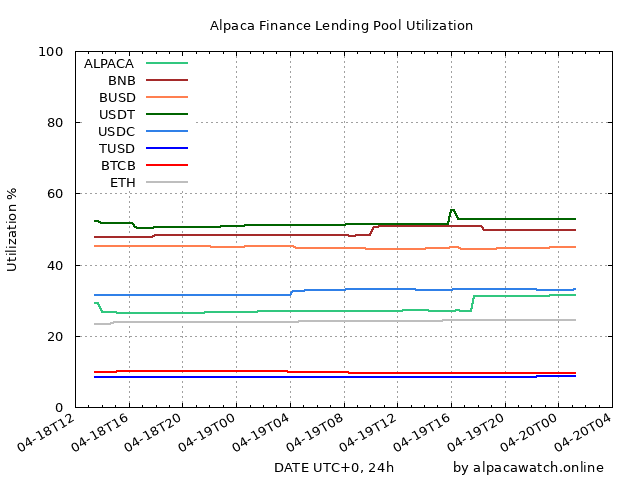 Alpaca Finance Lending Pool Utilization
100
80
60
40
20
0
Utilization %
ALPACA
BNB
BUSD
USDT
USDC
TUSD
BTCB
ETH
04-18T12
04-18T16
04-18T20
04-19T00
04-19T04
04-19T08
04-19T12
04-19T16
04-19T20
04-20T00
04-20T04
DATE UTC+0, 24h
by alpacawatch.online